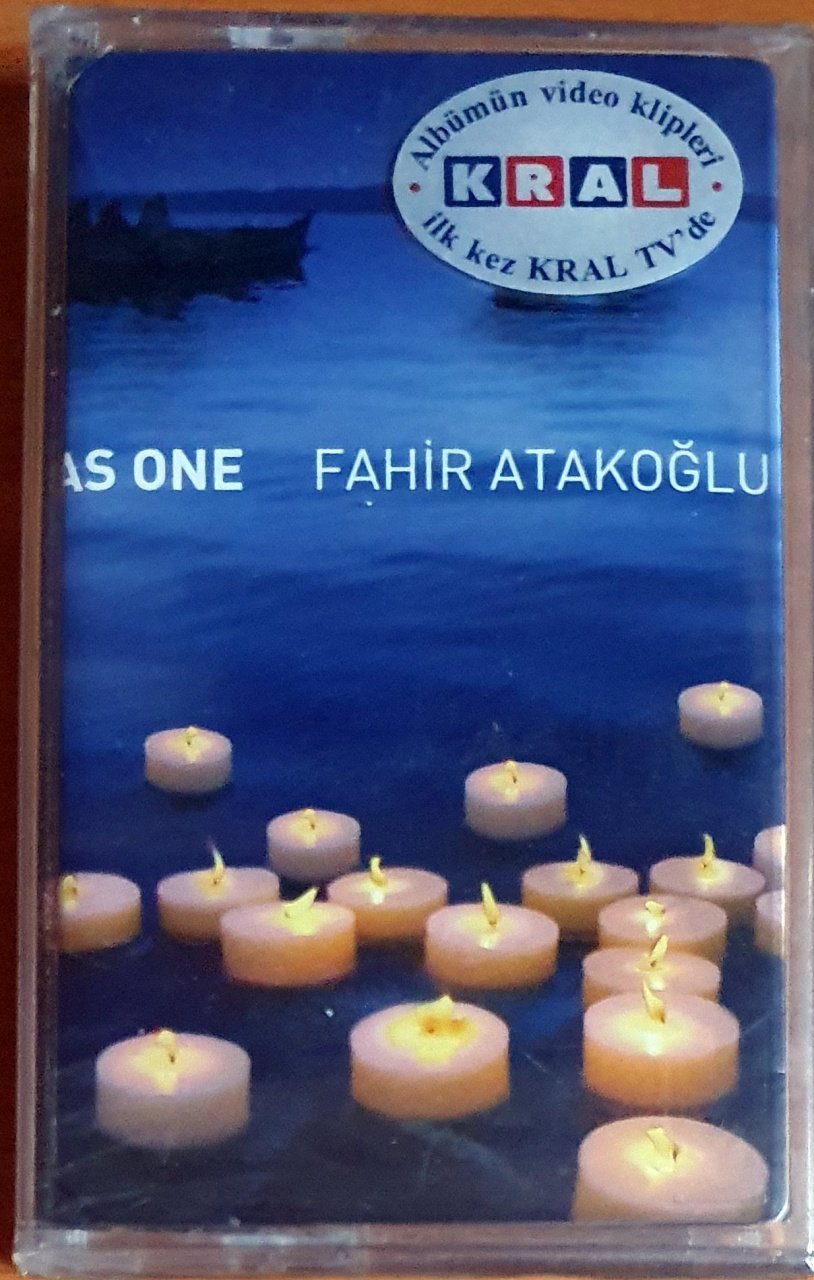 Albümün video klipleri
KRAL
ilk kez KRAL TV'de
AS ONE FAHİR ATAKOĞLU